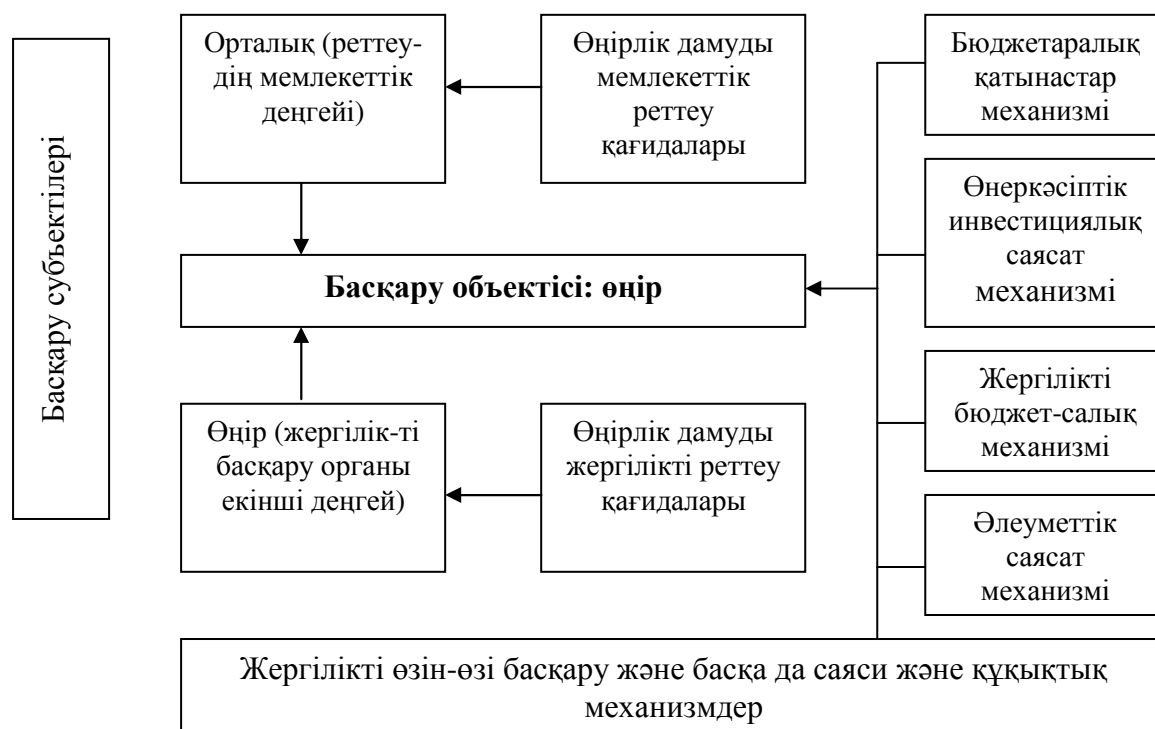 Басқару субъектілері
Орталық (реттеу-
дің мемлекеттік
деңгейі)
Өңірлік дамуды
мемлекеттік
реттеу
қағидалары
Бюджетаралық
қатынастар
механизмі
Өнеркәсіптік
инвестициялық
саясат
механизмі
Басқару объектісі: өңір
Өңір (жергілік-ті
басқару органы
екінші деңгей)
Өңірлік дамуды
жергілікті реттеу
қағидалары
Жергілікті
бюджет-салық
механизмі
Әлеуметтік
саясат
механизмі
Жергілікті өзін-өзі басқару және басқа да саяси және құқықтық
механизмдер